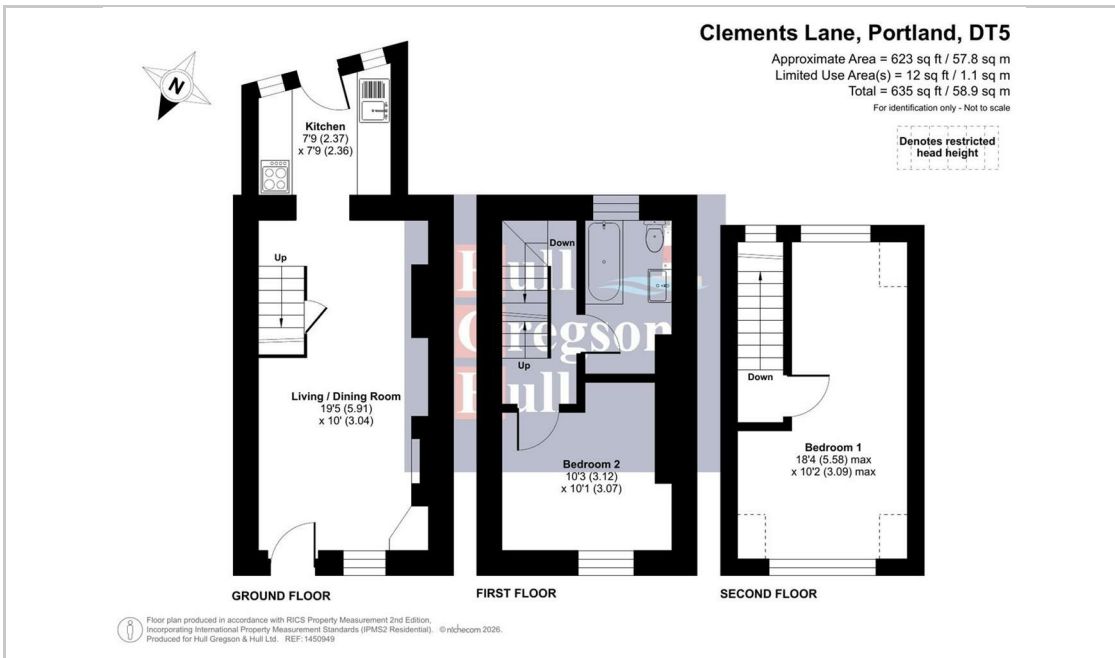 Clements Lane, Portland, DT5
Approximate Area = 623 sq ft / 57.8 sq m
Limited Use Area(s) = 12 sq ft / 1.1 sq m
Total = 635 sq ft / 58.9 sq m
For identification only - Not to scale
Denotes restricted
head height
N
Kitchen
7'9 (2.37)
x 7'9 (2.36)
Up
Living / Dining Room
19'5 (5.91)
x 10' (3.04)
GROUND FLOOR
Hull
Gregson
Hull
Down
Up
Bedroom 2
10'3 (3.12)
x 10'1 (3.07)
FIRST FLOOR
Down
Bedroom 1
18'4 (5.58) max
x 10'2 (3.09) max
SECOND FLOOR
Floor plan produced in accordance with RICS Property Measurement 2nd Edition,
Incorporating International Property Measurement Standards (IPMS2 Residential). © nichecom 2026.
Produced for Hull Gregson & Hull Ltd. REF: 1450949